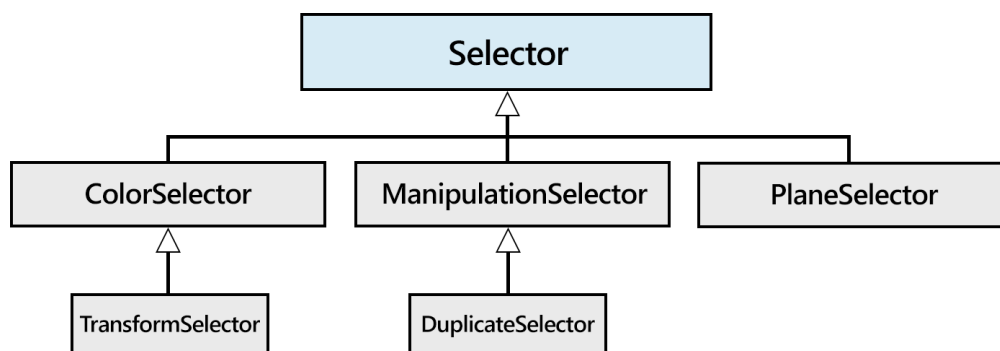 Selector
ColorSelector
ManipulationSelector
PlaneSelector
TransformSelector
DuplicateSelector